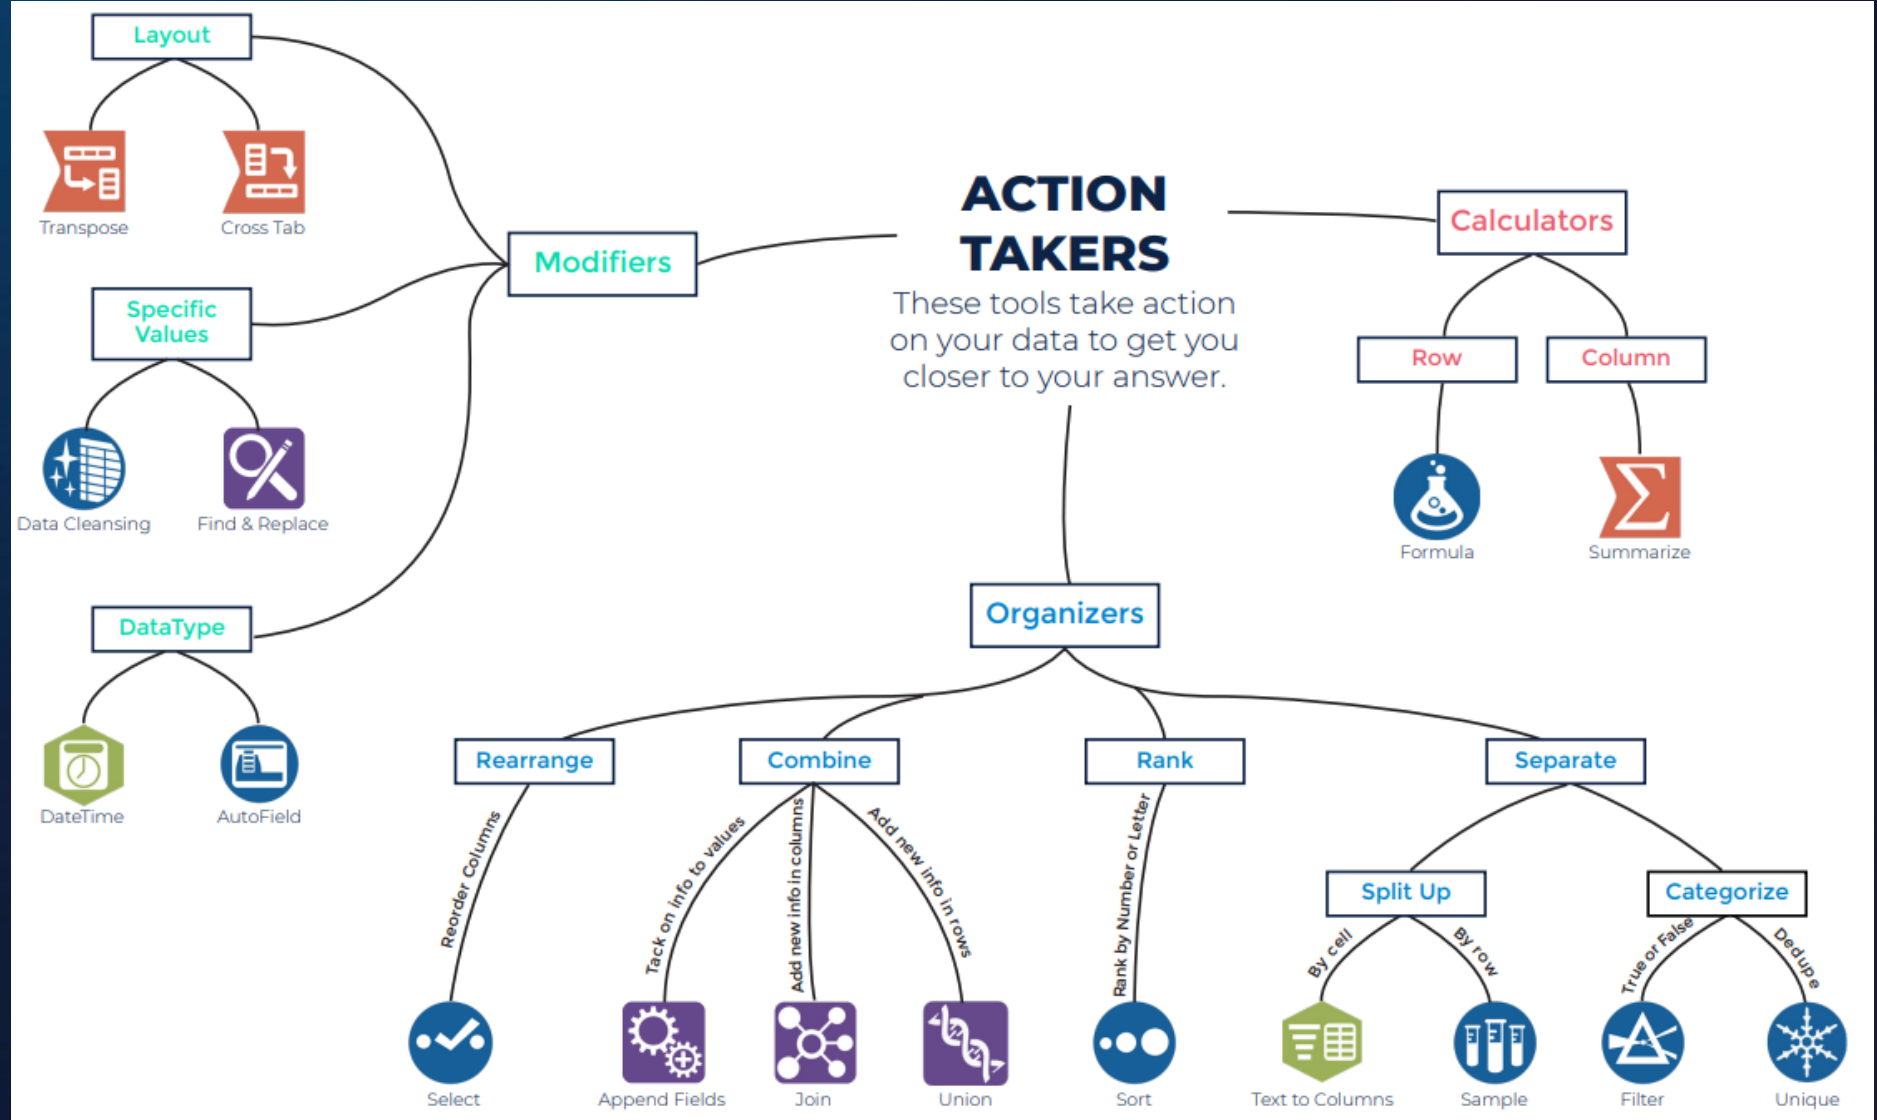 ACTION
TAKERS
These tools take action
on your data to get you
closer to your answer.
Modifiers
Layout
Transpose
Cross Tab
Specific
Values
Data Cleansing
Find & Replace
DataType
DateTime
AutoField
Calculators
Row
Column
Formula
Summarize
Organizers
Rearrange
Reorder Columns
Select
Combine
Tack on info to values
Add new info in columns
Add new info in rows
Append Fields
Join
Union
Rank
Rank by Number or Letter
Sort
Separate
Split Up
By cell
By row
Text to Columns
Sample
Categorize
True or False
Dedupe
Filter
Unique